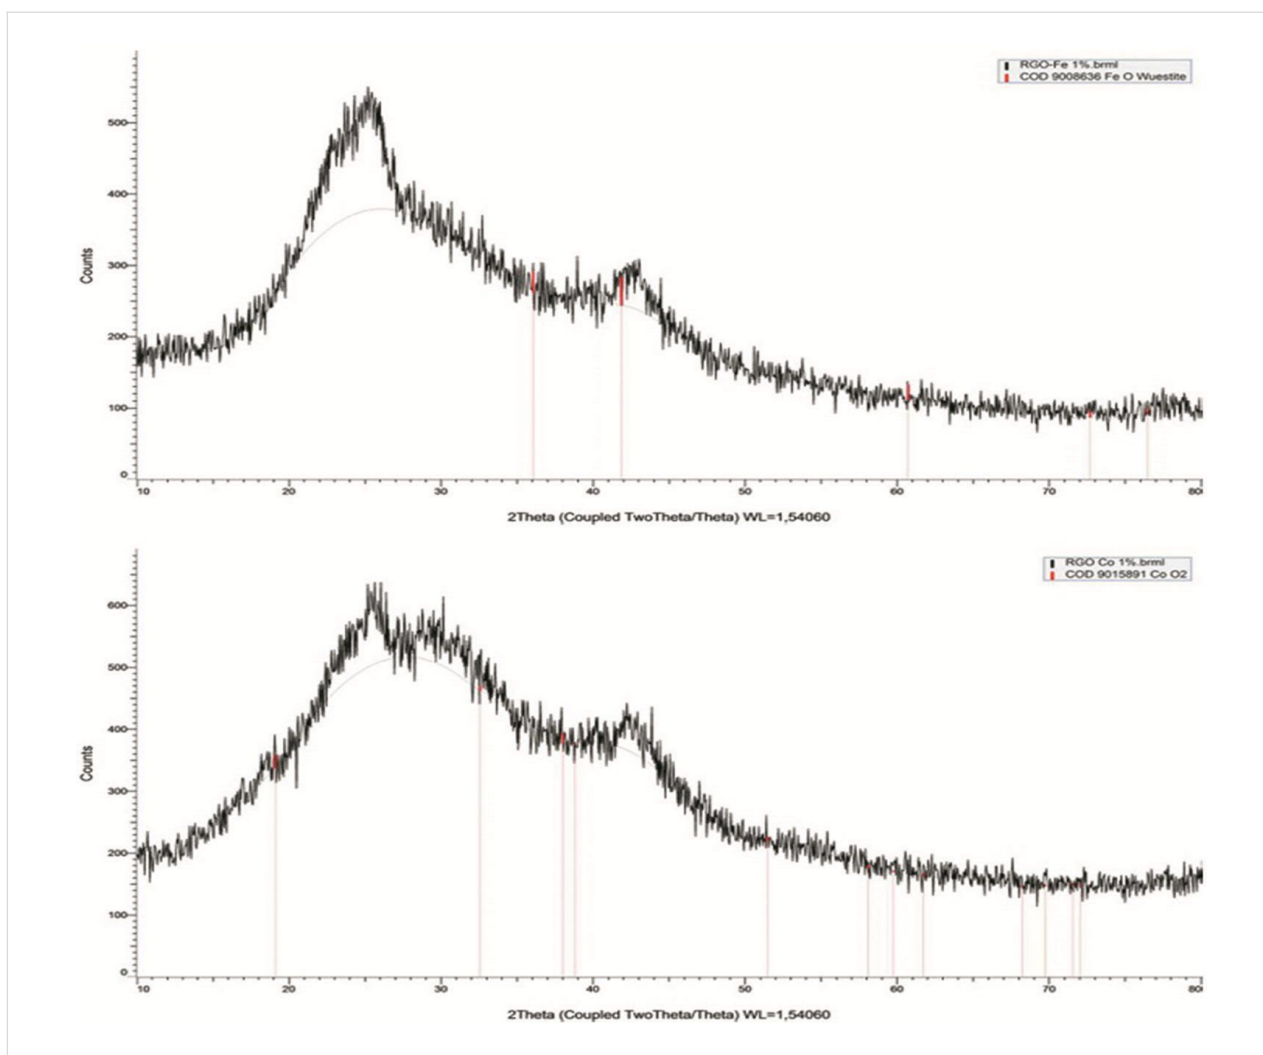 RGO-Fe 1%.brml
COD 9008636 Fe O Wuestite
500
400
300
200
100
0
Counts
10 20 30 40 50 60 70 80
2Theta (Coupled TwoTheta/Theta) WL=1,54060
RGO Co 1%.brml
COD 9015891 Co O2
600
500
400
300
200
100
0
Counts
10 20 30 40 50 60 70 80
2Theta (Coupled TwoTheta/Theta) WL=1,54060